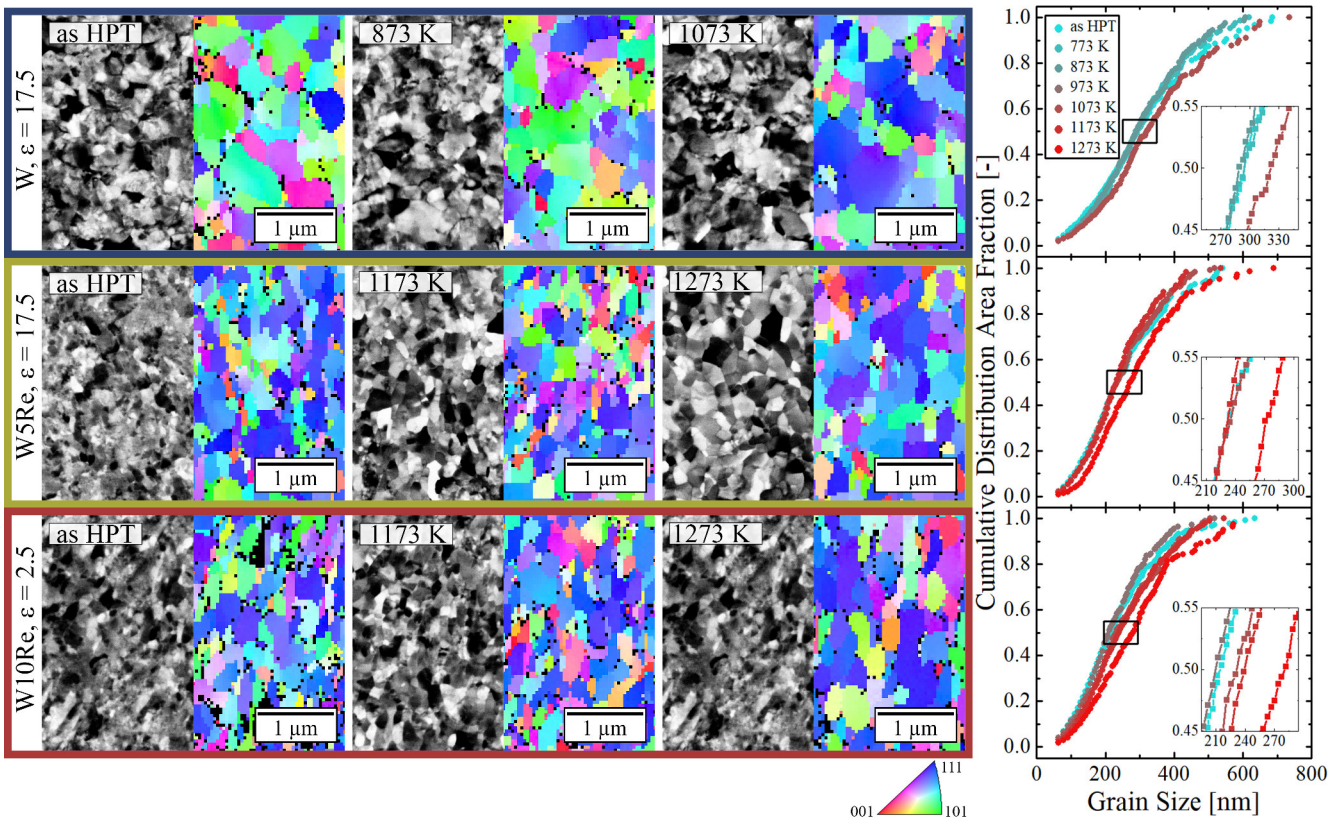 W, ε = 17.5
as HPT
873 K
1073 K
1 μm
1 μm
1 μm
W5Re, ε = 17.5
as HPT
1173 K
1273 K
1 μm
1 μm
1 μm
W10Re, ε = 2.5
as HPT
1173 K
1273 K
1 μm
1 μm
1 μm
111
001
101
Cumulative Distribution Area Fraction [-]
1.0
0.8
0.6
0.4
0.2
0.0
as HPT
773 K
873 K
973 K
1073 K
1173 K
1273 K
0.55
0.50
0.45
270 300 330
1.0
0.8
0.6
0.4
0.2
0.0
0.55
0.50
0.45
210 240 270 300
1.0
0.8
0.6
0.4
0.2
0.0
0.55
0.50
0.45
210 240 270
0 200 400 600 800
Grain Size [nm]